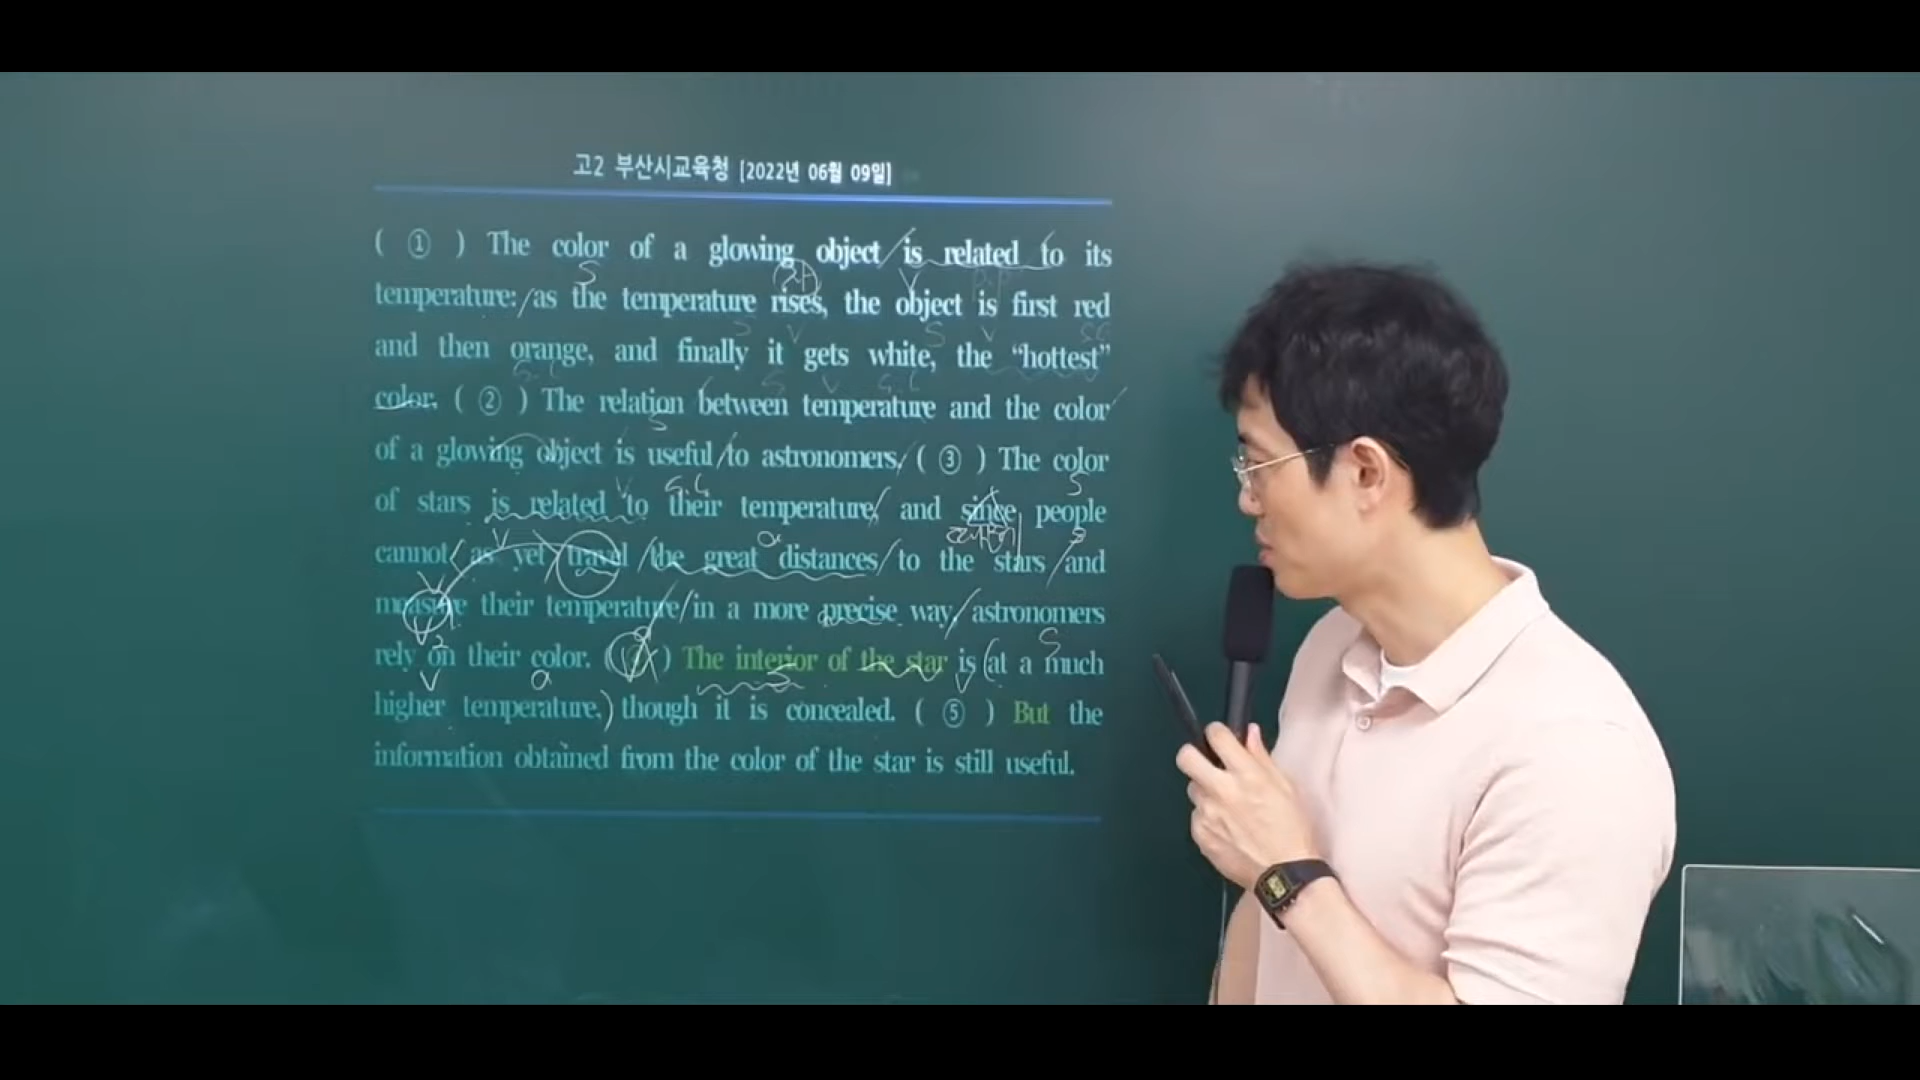 고2 부산시교육청 [2022년 06월 09일]
( ① ) The color of a glowing object is related to its
temperature: as the temperature rises, the object is first red
and then orange, and finally it gets white, the “hottest”
color. ( ② ) The relation between temperature and the color
of a glowing object is useful to astronomers. ( ③ ) The color
of stars is related to their temperature, and since people
cannot as yet travel the great distances to the stars and
measure their temperature in a more precise way, astronomers
rely on their color. ( ) The interior of the star is at a much
higher temperature, though it is concealed. ( ⑤ ) But the
information obtained from the color of the star is still useful.